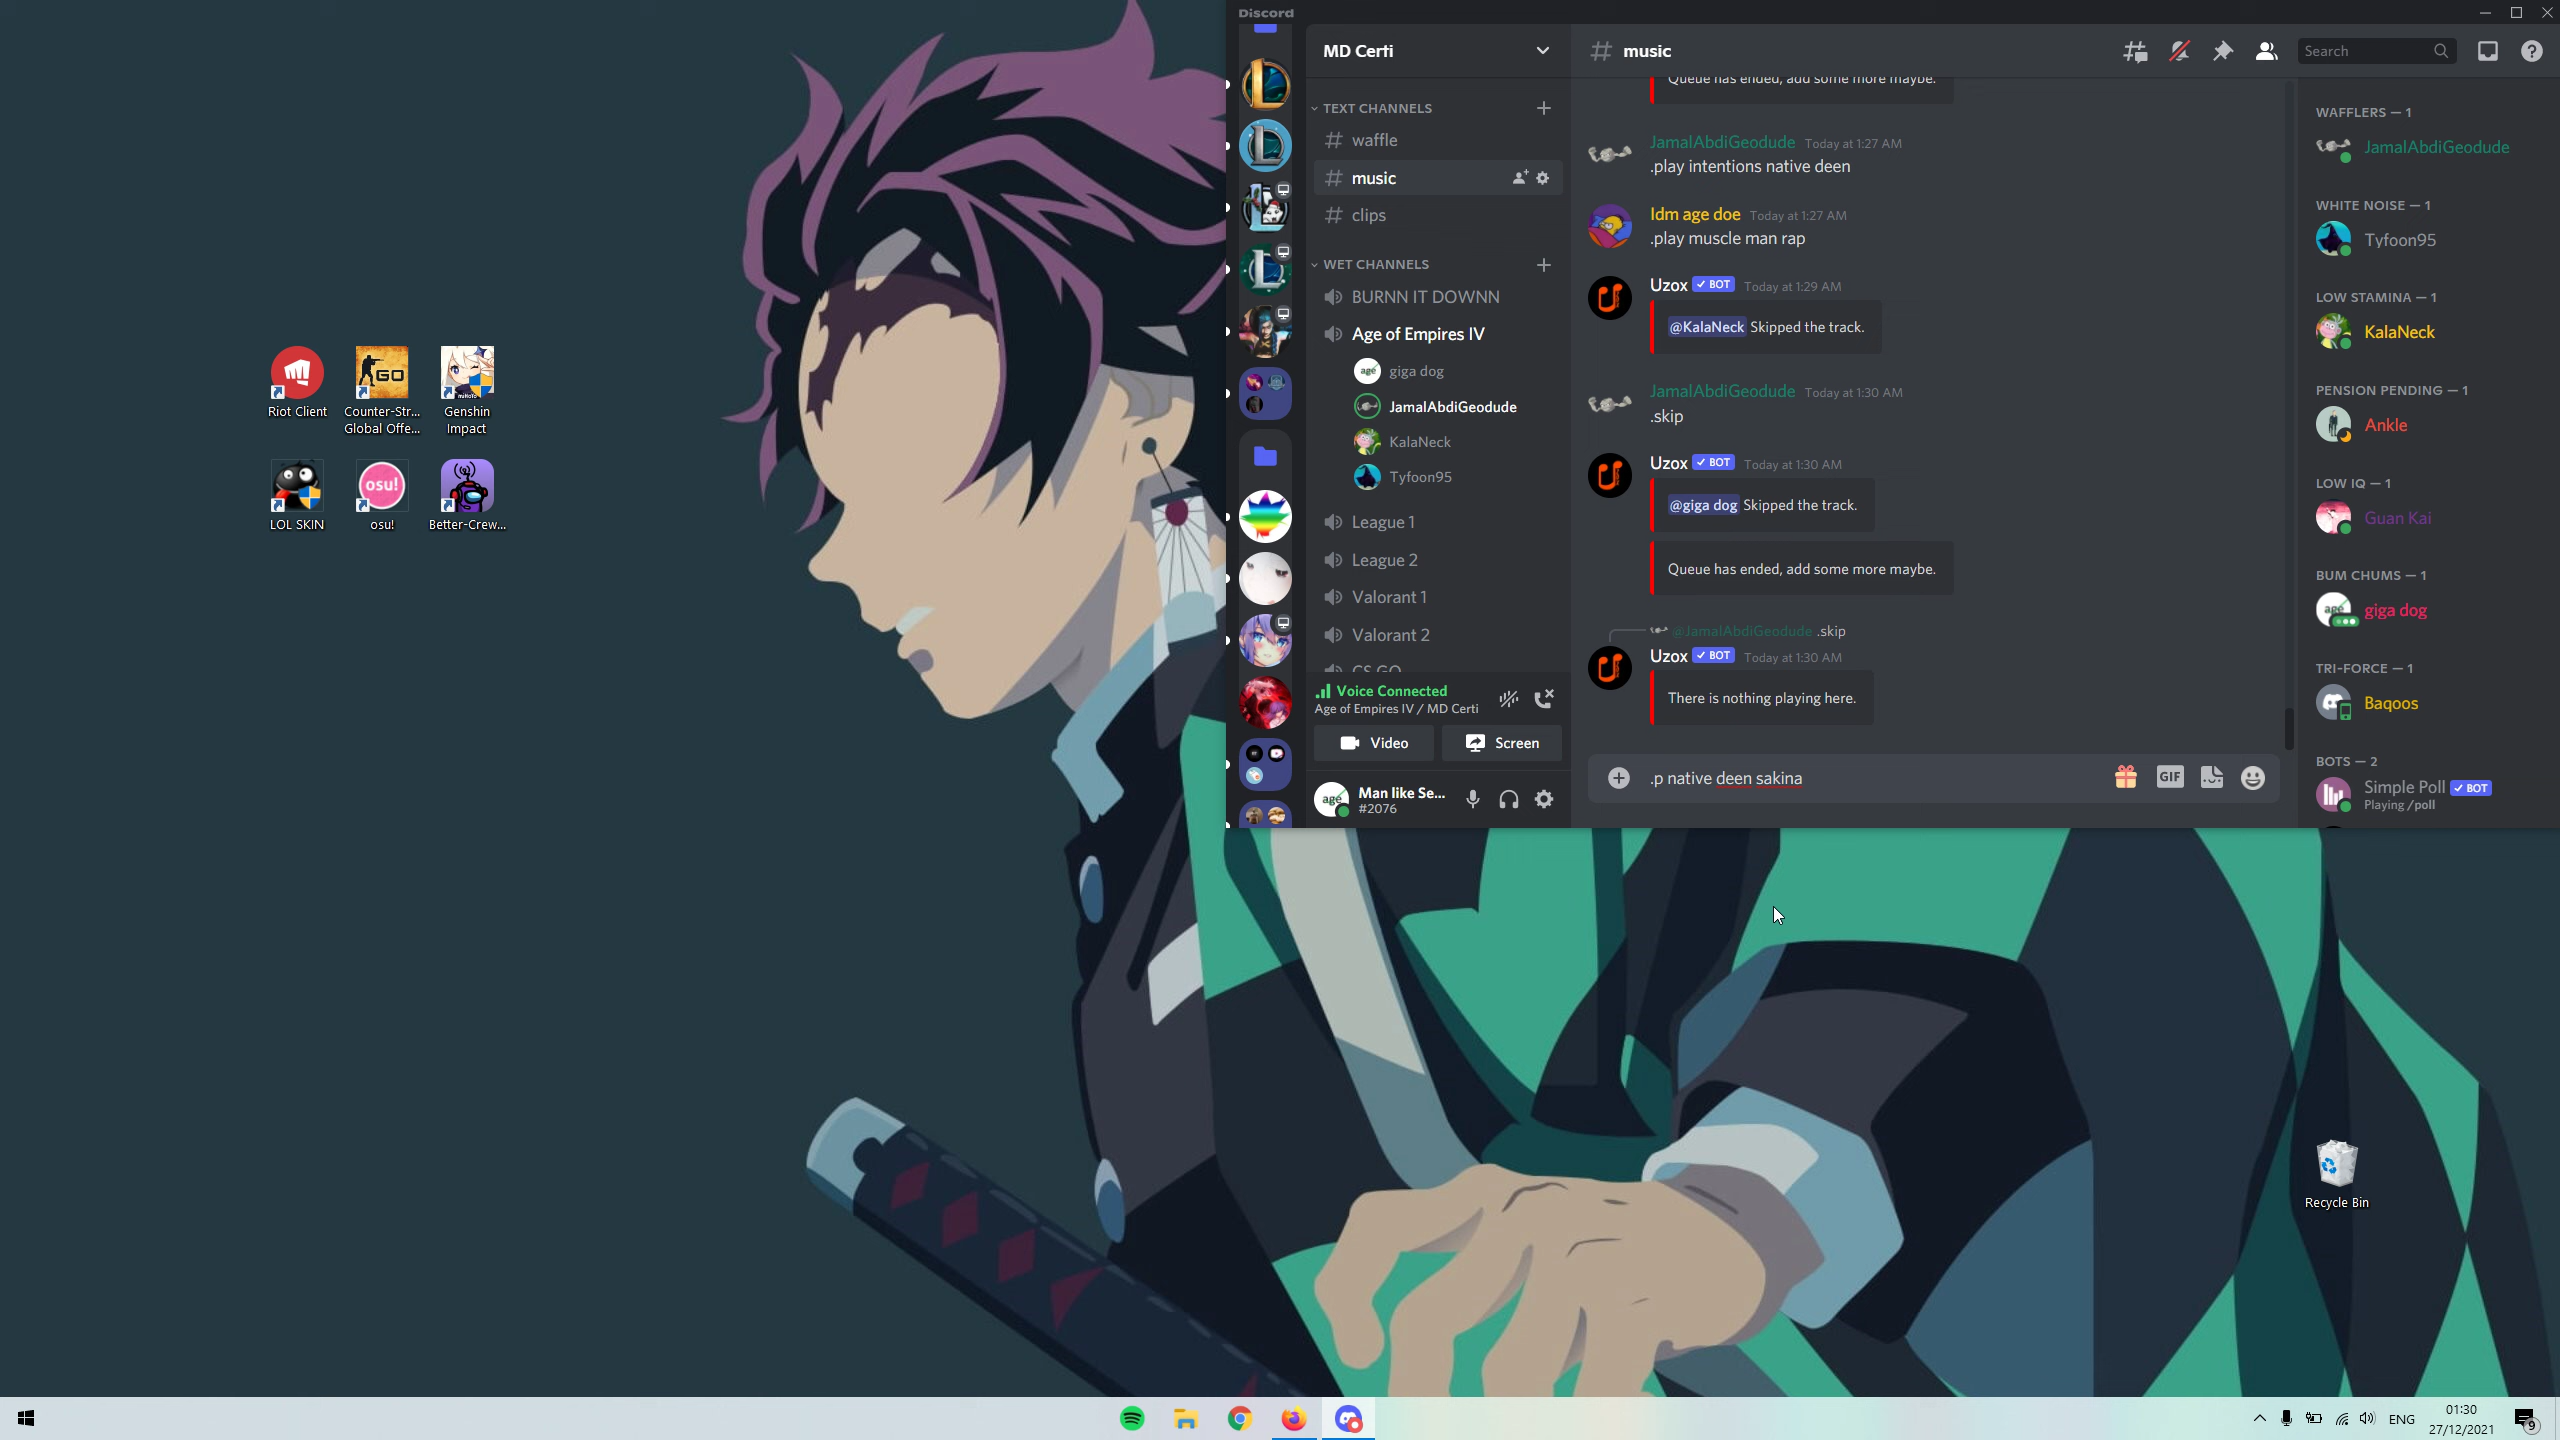 Discord
MD Certi
music
Search
TEXT CHANNELS
waffle
music
clips
WET CHANNELS
BURNN IT DOWNN
Age of Empires IV
giga dog
JamalAbdiGeodude
KalaNeck
Tyfoon95
League 1
League 2
Valorant 1
Valorant 2
CS GO
Voice Connected
Age of Empires IV / MD Certi
Video
Screen
Man like Se...
#2076
Queue has ended, add some more maybe.
JamalAbdiGeodude Today at 1:27 AM
.play intentions native deen
Idm age doe Today at 1:27 AM
.play muscle man rap
Uzox BOT Today at 1:29 AM
@KalaNeck Skipped the track.
JamalAbdiGeodude Today at 1:30 AM
.skip
Uzox BOT Today at 1:30 AM
@giga dog Skipped the track.
Queue has ended, add some more maybe.
@JamalAbdiGeodude .skip
Uzox BOT Today at 1:30 AM
There is nothing playing here.
.p native deen sakina
GIF
WAFFLERS — 1
JamalAbdiGeodude
WHITE NOISE — 1
Tyfoon95
LOW STAMINA — 1
KalaNeck
PENSION PENDING — 1
Ankle
LOW IQ — 1
Guan Kai
BUM CHUMS — 1
giga dog
TRI-FORCE — 1
Baqoos
BOTS — 2
Simple Poll BOT
Playing /poll
Riot Client
Counter-Str...
Global Offe...
Genshin
Impact
LOL SKIN
osu!
osu!
Better-Crew...
Recycle Bin
ENG
01:30
27/12/2021
9